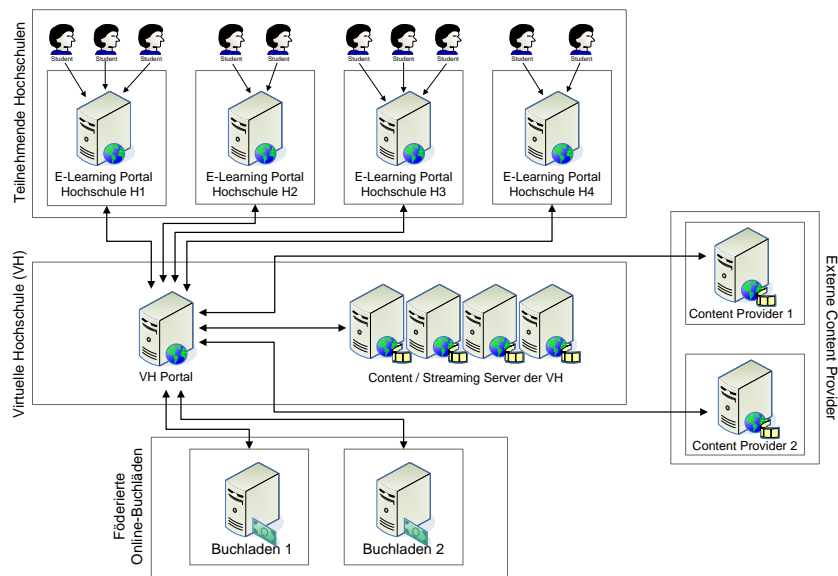 Teilnehmende Hochschulen
Student
Student
Student
Student
Student
Student
Student
Student
Student
Student
E-Learning Portal
Hochschule H1
E-Learning Portal
Hochschule H2
E-Learning Portal
Hochschule H3
E-Learning Portal
Hochschule H4
Virtuelle Hochschule (VH)
VH Portal
Content / Streaming Server der VH
Externe Content Provider
Content Provider 1
Content Provider 2
Föderierte
Online-Buchläden
Buchladen 1
Buchladen 2